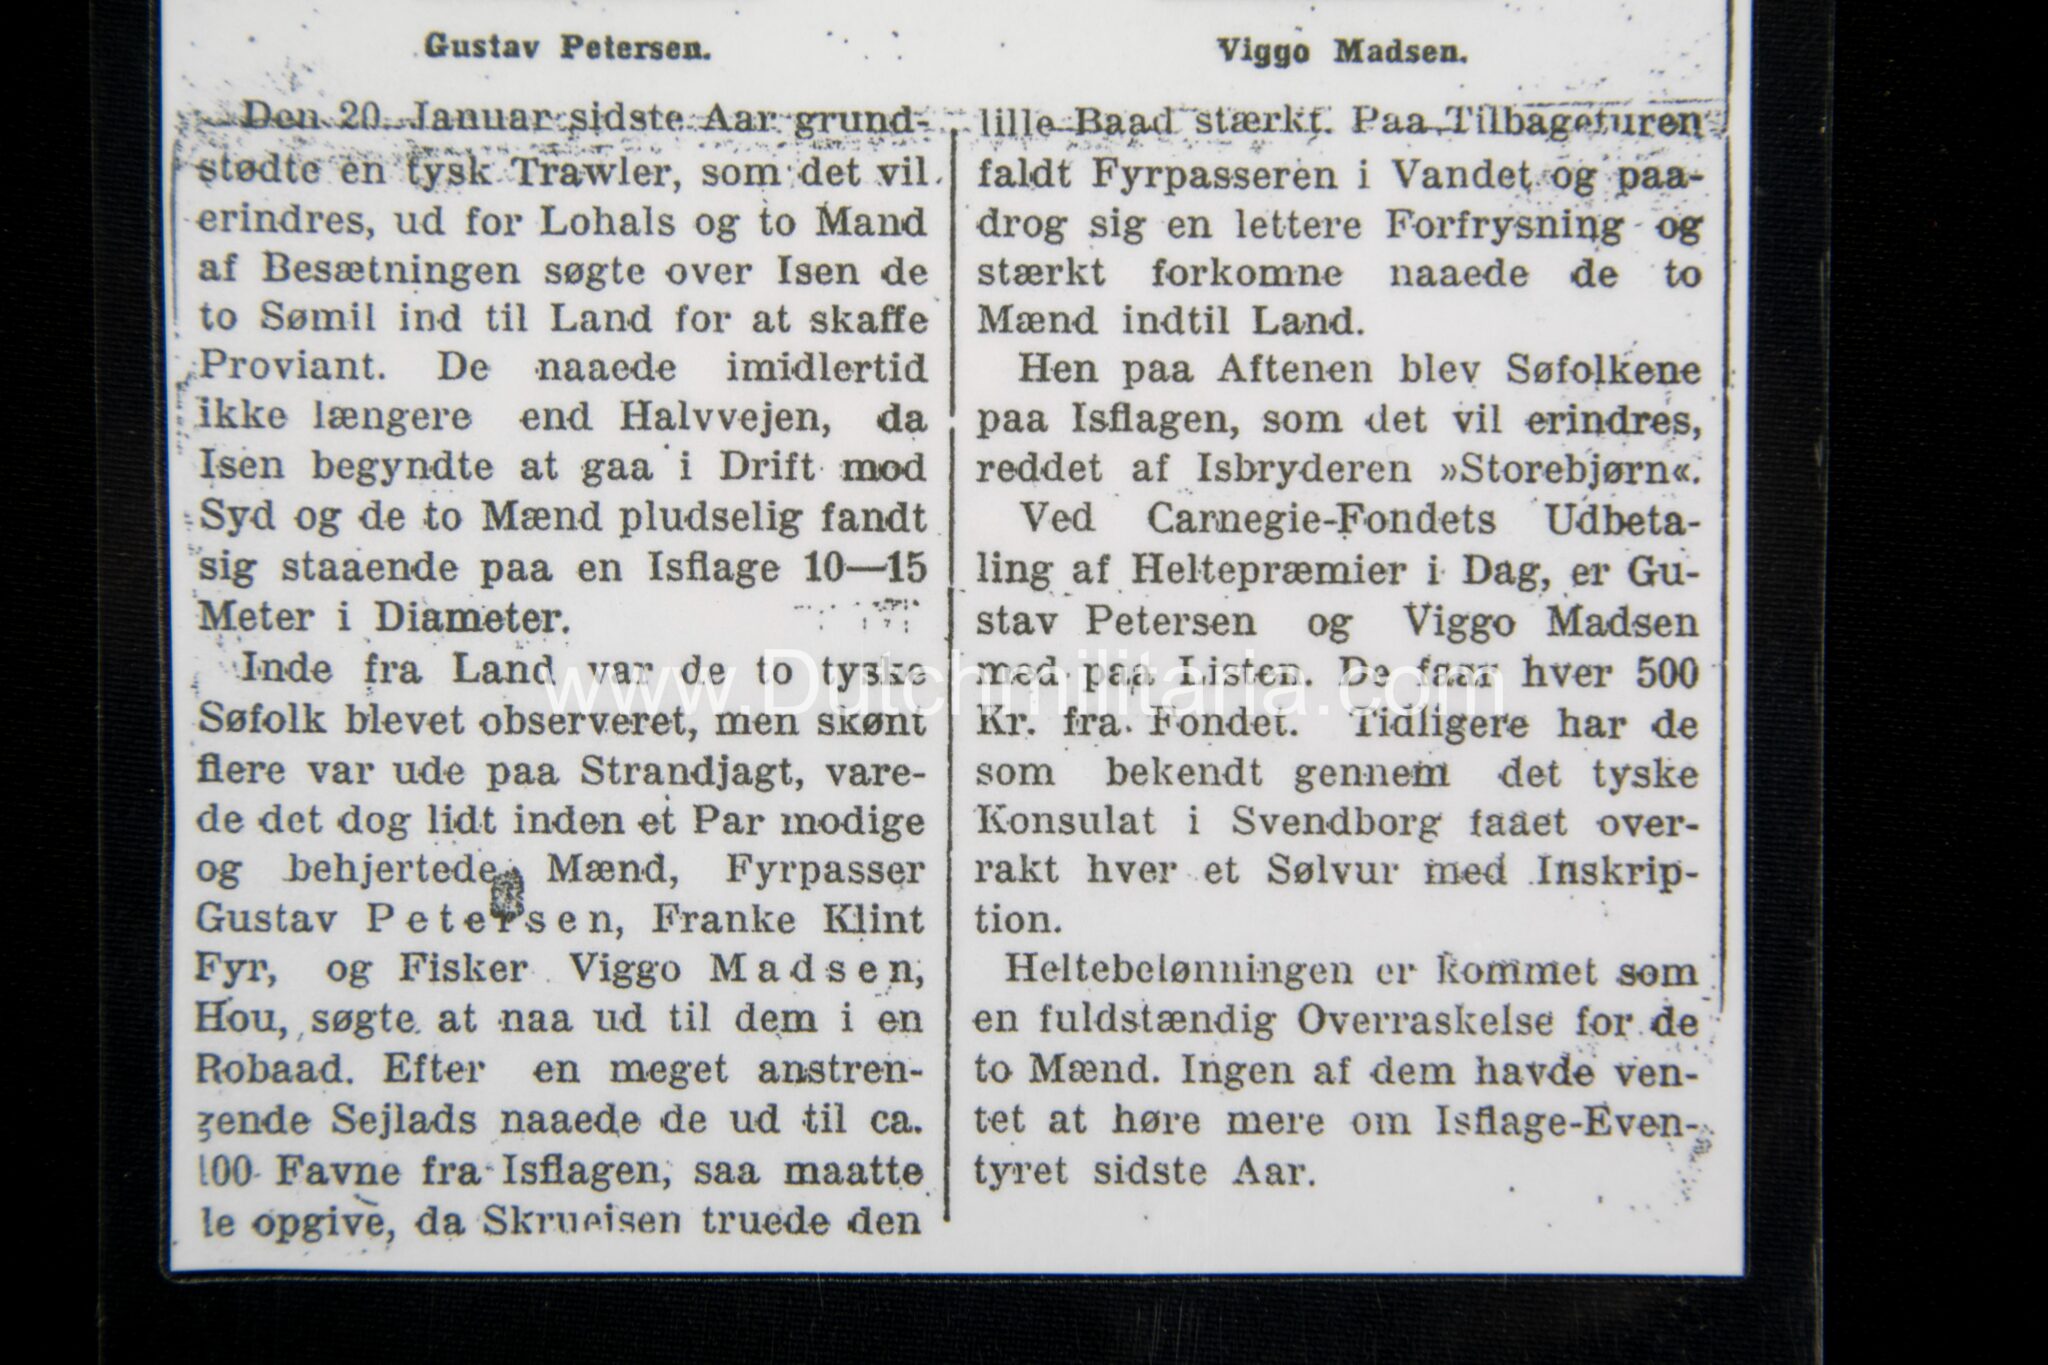 Gustav Petersen.
Viggo Madsen.
Den 20. Januar sidste Aar grund-
stødte en tysk Trawler, som det vil
erindres, ud for Lohals og to Mand
af Besætningen søgte over Isen de
to Sømil ind til Land for at skaffe
Proviant. De naaede imidlertid
ikke længere end Halvvejen, da
Isen begyndte at gaa i Drift mod
Syd og de to Mænd pludselig fandt
sig staaende paa en Isflage 10—15
Meter i Diameter.
Inde fra Land var de to tyske
Søfolk blevet observeret, men skønt
flere var ude paa Strandjagt, vare-
de det dog lidt inden et Par modige
og behjertede Mænd, Fyrpasser
Gustav Petersen, Franke Klint
Fyr, og Fisker Viggo Madsen,
Hou, søgte at naa ud til dem i en
Robaad. Efter en meget anstren-
gende Sejlads naaede de ud til ca.
100 Favne fra Isflagen, saa maatte
de opgive, da Skrueisen truede den
lille Baad stærkt. Paa Tilbageturen
faldt Fyrpasseren i Vandet og paa-
drog sig en lettere Forfrysning og
stærkt forkomne naaede de to
Mænd indtil Land.
Hen paa Aftenen blev Søfolkene
paa Isflagen, som det vil erindres,
reddet af Isbryderen »Storebjørn«.
Ved Carnegie-Fondets Udbeta-
ling af Heltepræmier i Dag, er Gu-
stav Petersen og Viggo Madsen
med paa Listen. De faar hver 500
Kr. fra Fondet. Tidligere har de
som bekendt gennem det tyske
Konsulat i Svendborg faaet over-
rakt hver et Sølvur med Inskrip-
tion.
Heltebelønningen er kommet som
en fuldstændig Overraskelse for de
to Mænd. Ingen af dem havde ven-
tet at høre mere om Isflage-Even-
tyret sidste Aar.
www.Dutchmilitaria.com